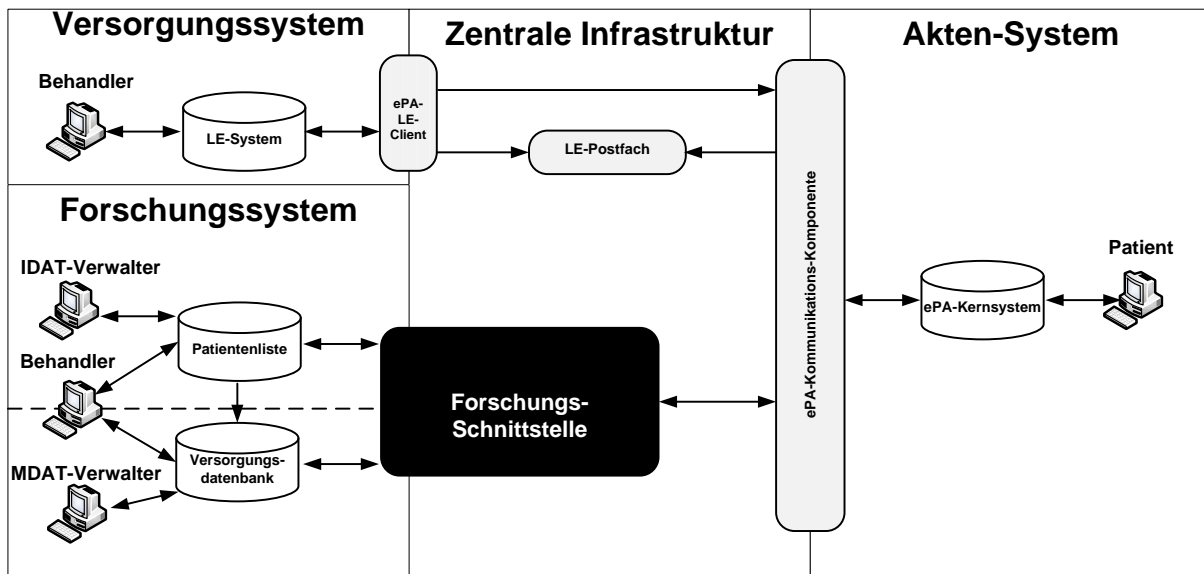 Versorgungssystem
Zentrale Infrastruktur
Akten-System
Behandler
LE-System
ePA-
LE-
Client
LE-Postfach
ePA-Kommunikations-Komponente
Forschungssystem
IDAT-Verwalter
Patientenliste
Behandler
Versorgungs-
datenbank
MDAT-Verwalter
Forschungs-
Schnittstelle
ePA-Kernsystem
Patient